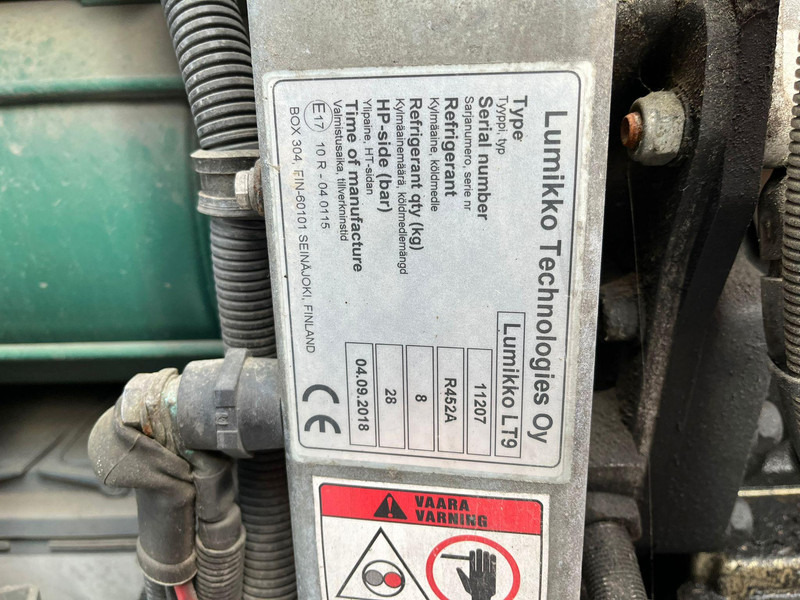 Lumikko Technologies Oy
Type Lumikko LT9
Tyyppi, typ
Serial number 11207
Sarjanumero, serie nr
Refrigerant R452A
Kylmäaine, köldmedie
Refrigerant qty (kg) 8
Kylmäainemäärä, köldmedlemängd
HP-side (bar) 28
Ylipaine, HT-sidan
Time of manufacture 04.09.2018
Valmistusaika, tillverkninstid
E17 10 R - 04 0115
BOX 304, FIN-60101 SEINÄJOKI, FINLAND
CE
VAARA
VARNING